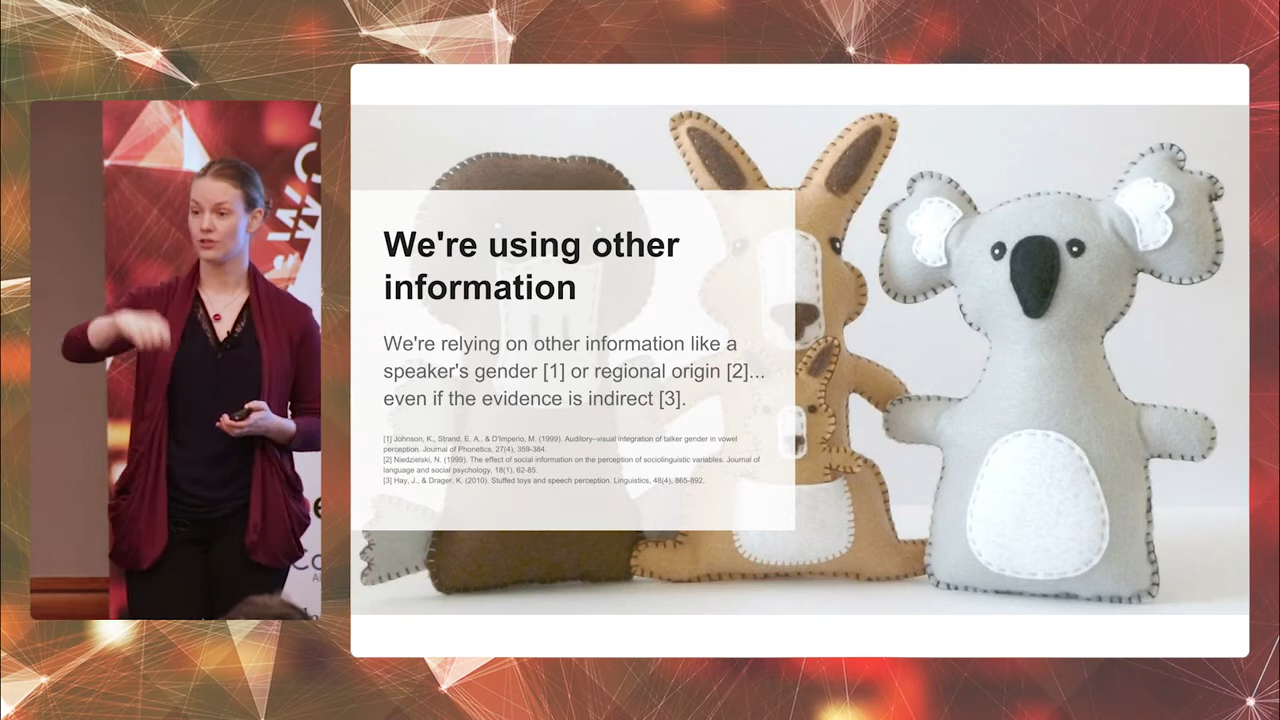 We're using other
information
We're relying on other information like a
speaker's gender [1] or regional origin [2]...
even if the evidence is indirect [3].
[1] Johnson, K., Strand, E. A., & D'Imperio, M. (1999). Auditory–visual integration of talker gender in vowel
perception. Journal of Phonetics, 27(4), 359-384.
[2] Niedzielski, N. (1999). The effect of social information on the perception of sociolinguistic variables. Journal of
language and social psychology, 18(1), 62-85.
[3] Hay, J., & Drager, K. (2010). Stuffed toys and speech perception. Linguistics, 48(4), 865-892.